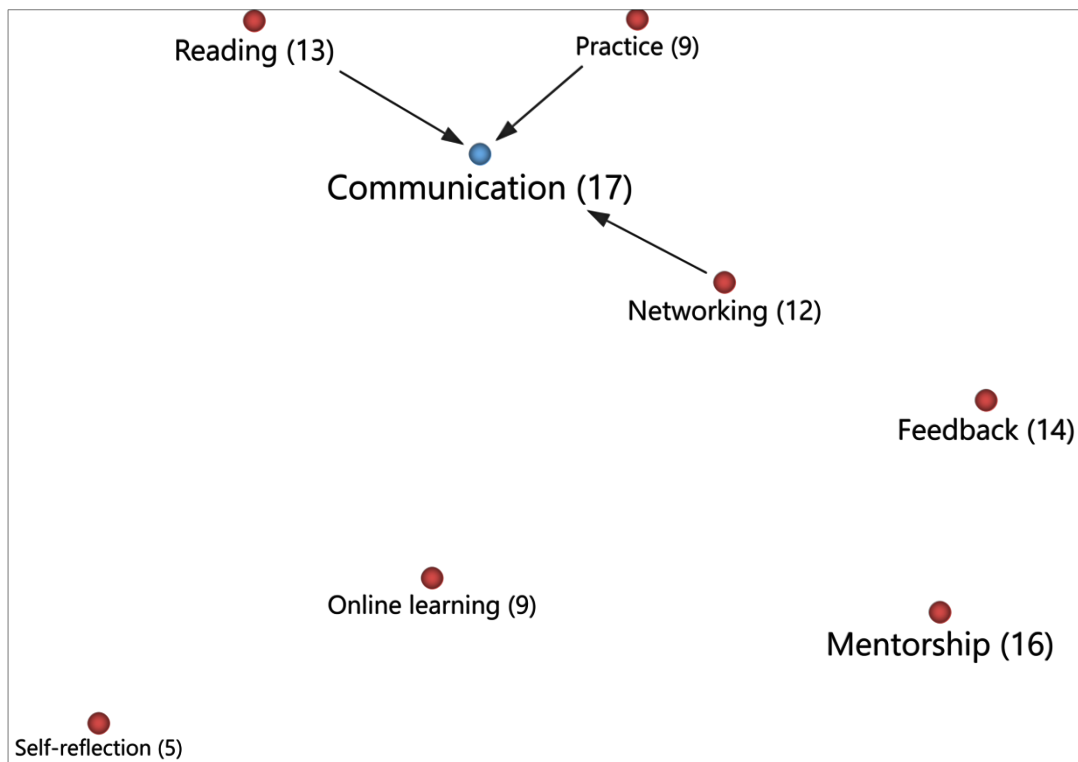 Reading (13)
Practice (9)
Communication (17)
Networking (12)
Feedback (14)
Online learning (9)
Mentorship (16)
Self-reflection (5)